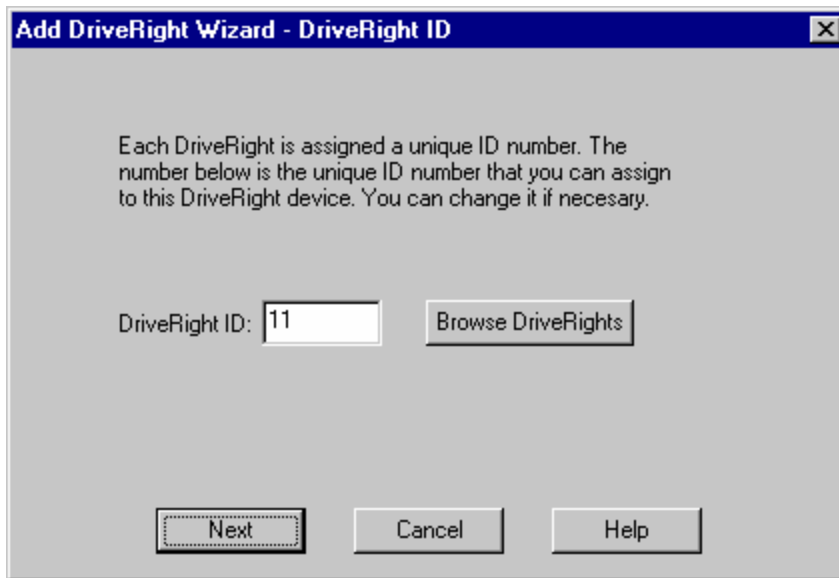 Add DriveRight Wizard - DriveRight ID
Each DriveRight is assigned a unique ID number. The
number below is the unique ID number that you can assign
to this DriveRight device. You can change it if necesary.
DriveRight ID: 11 Browse DriveRights
Next Cancel Help